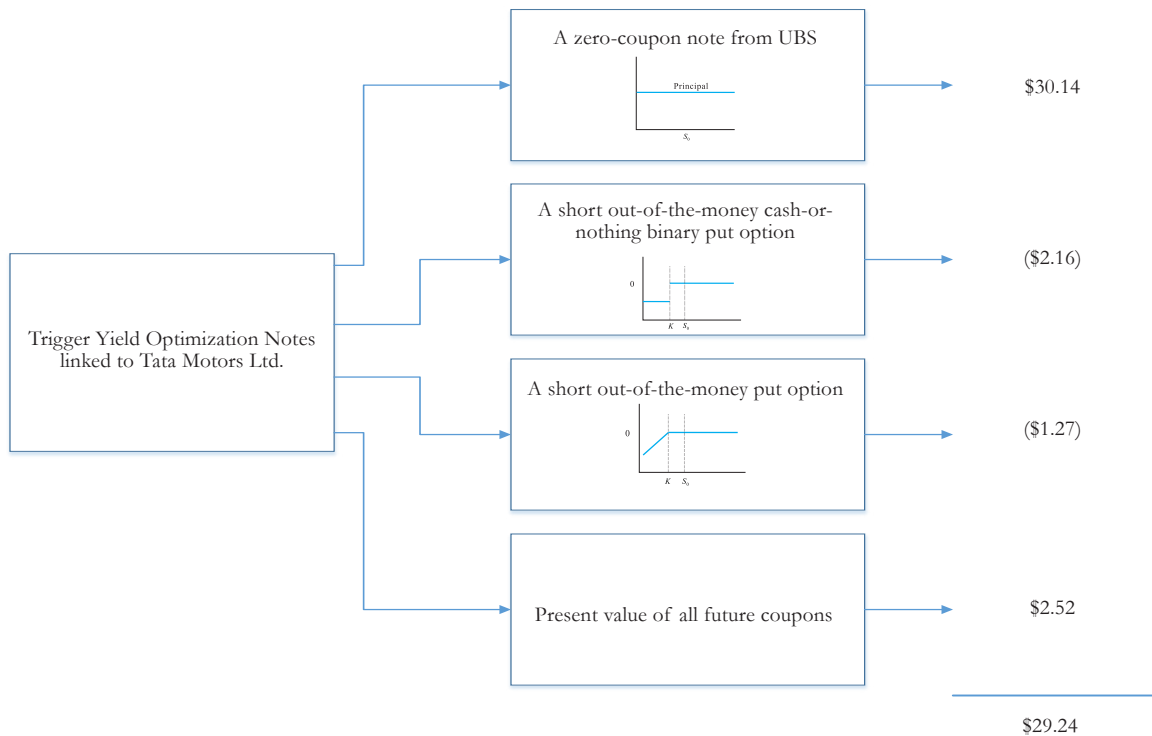 A zero-coupon note from UBS
Principal
S0
$30.14
A short out-of-the-money cash-or-
nothing binary put option
0
K S0
($2.16)
Trigger Yield Optimization Notes
linked to Tata Motors Ltd.
A short out-of-the-money put option
0
K S0
($1.27)
Present value of all future coupons
$2.52
$29.24